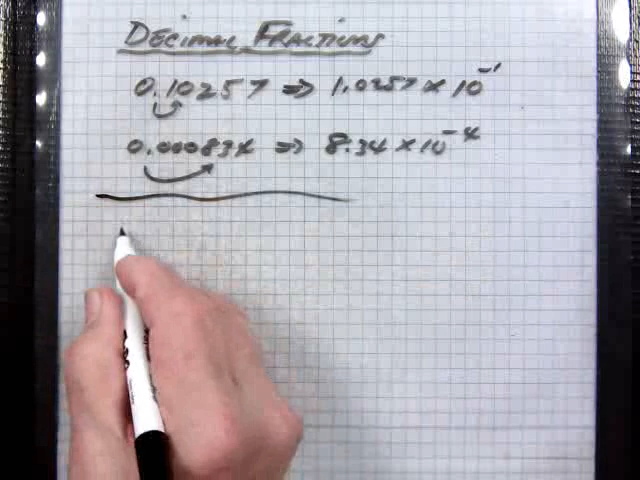 Decimal Fractions
0.10257 ⇒ 1.0257 × 10⁻¹
0.000834 ⇒ 8.34 × 10⁻⁴